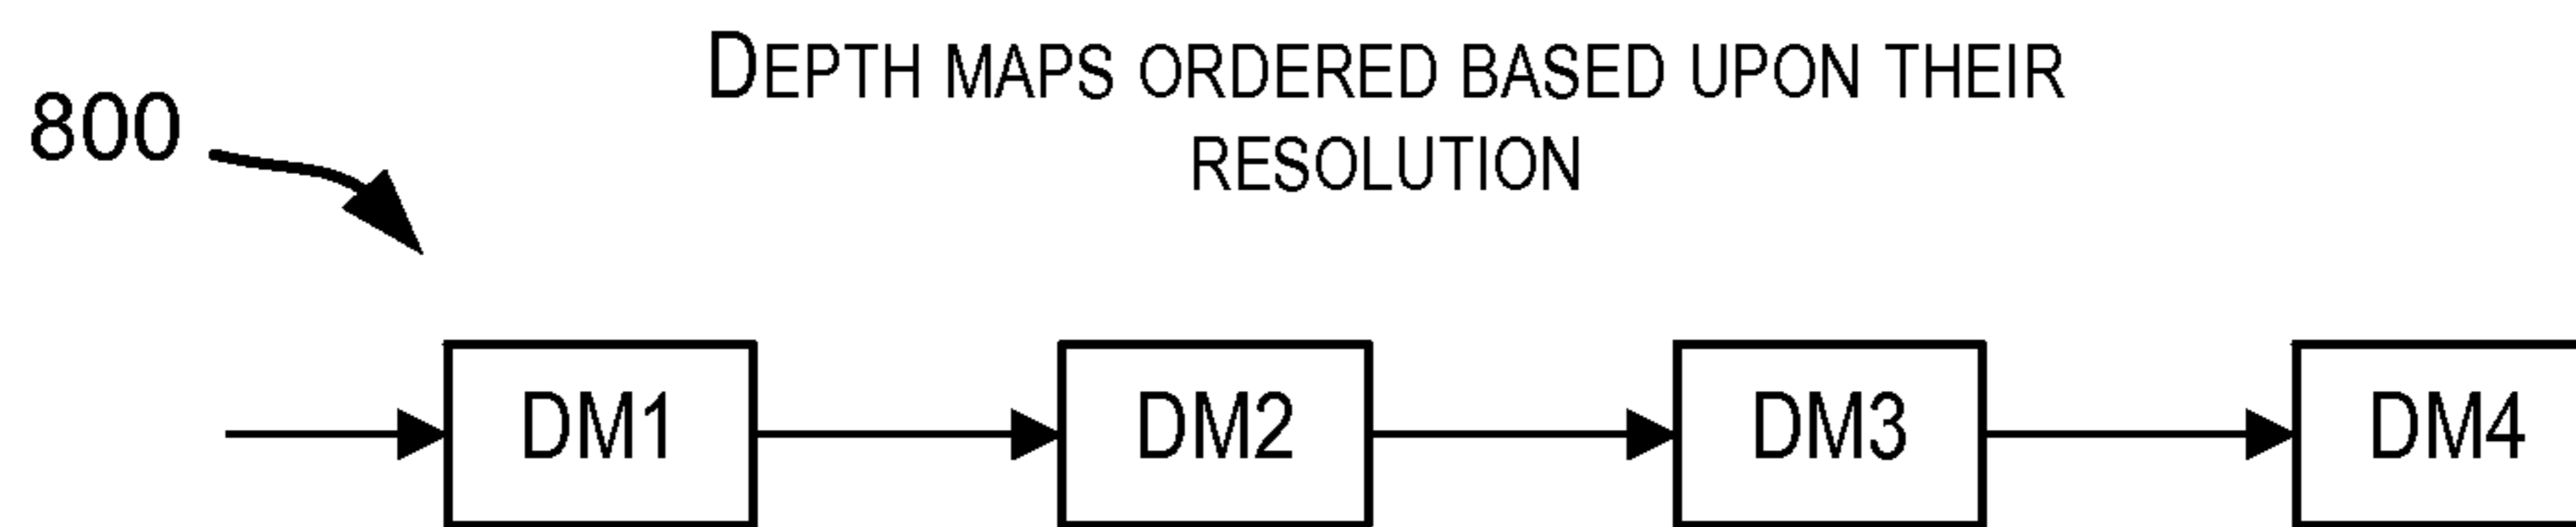 DEPTH MAPS ORDERED BASED UPON THEIR
RESOLUTION
800
DM1 DM2 DM3 DM4